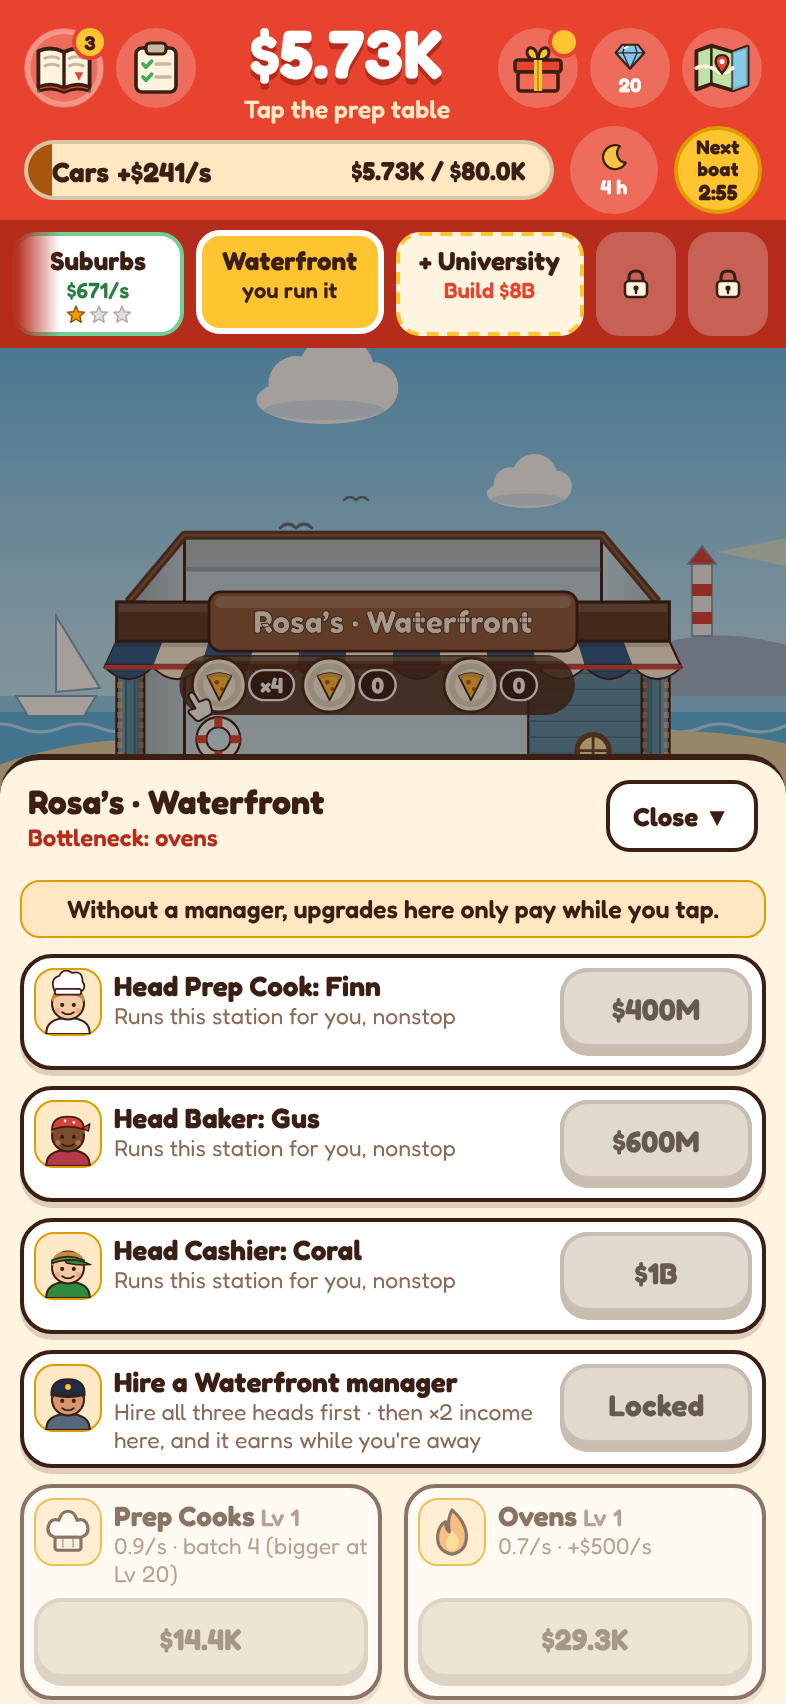 3
$5.73K
Tap the prep table
20
Cars +$241/s
$5.73K / $80.0K
4 h
Next
boat
2:55
Suburbs
$671/s
Waterfront
you run it
+ University
Build $8B
Rosa's · Waterfront
×4
0
0
Rosa's · Waterfront
Bottleneck: ovens
Close ▼
Without a manager, upgrades here only pay while you tap.
Head Prep Cook: Finn
Runs this station for you, nonstop
$400M
Head Baker: Gus
Runs this station for you, nonstop
$600M
Head Cashier: Coral
Runs this station for you, nonstop
$1B
Hire a Waterfront manager
Hire all three heads first · then ×2 income
here, and it earns while you're away
Locked
Prep Cooks Lv 1
0.9/s · batch 4 (bigger at
Lv 20)
$14.4K
Ovens Lv 1
0.7/s · +$500/s
$29.3K